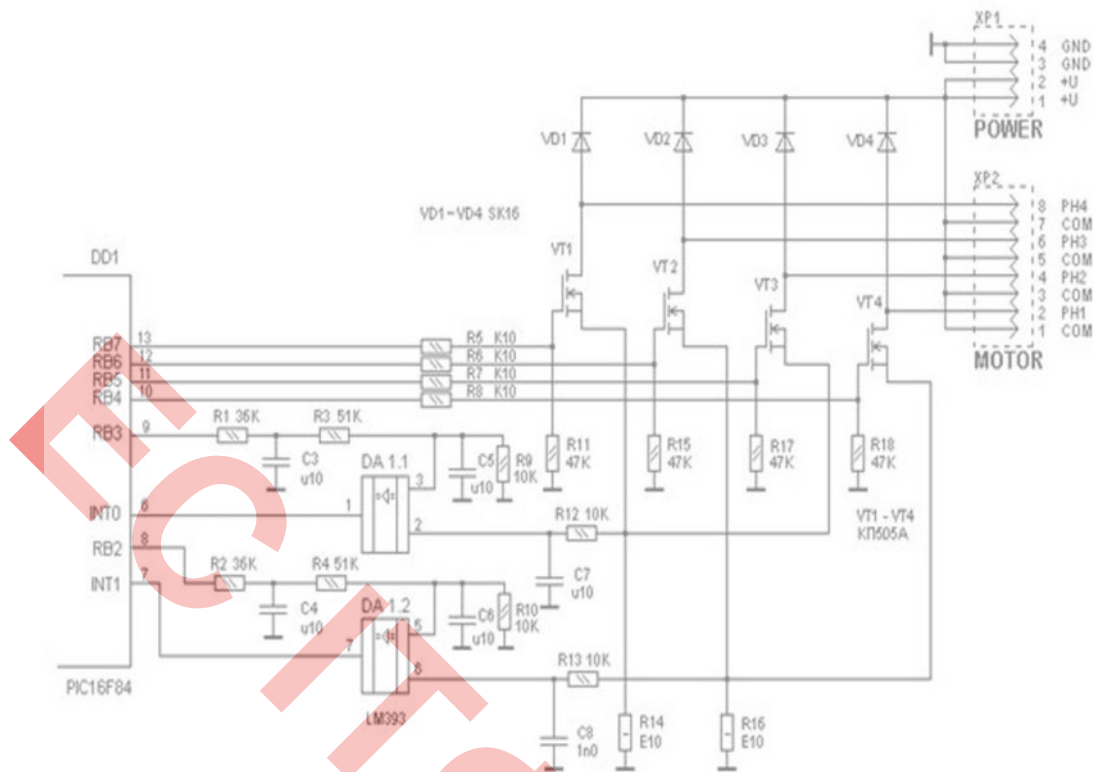 XP1
4 GND
3 GND
2 +U
1 +U
POWER
VD1 VD2 VD3 VD4
XP2
8 PH4
7 COM
6 PH3
5 COM
4 PH2
3 COM
2 PH1
1 COM
MOTOR
VD1-VD4 SK16
VT1
VT2
VT3
VT4
DD1
RB7 13 R5 K10
RB6 12 R6 K10
RB5 11 R7 K10
RB4 10 R8 K10
RB3 9 R1 36K R3 51K
C3
u10
DA 1.1
3
1
2
C5
u10
R9
10K
R11
47K
R15
47K
R17
47K
R18
47K
VT1 - VT4
КП505А
INT0 6
R12 10K
RB2 8
R2 36K R4 51K
INT1 7
C7
u10
C4
u10
DA 1.2
5
7
6
C6
u10
R10
10K
R13 10K
PIC16F84
LM393
C8
1n0
R14
E10
R16
E10